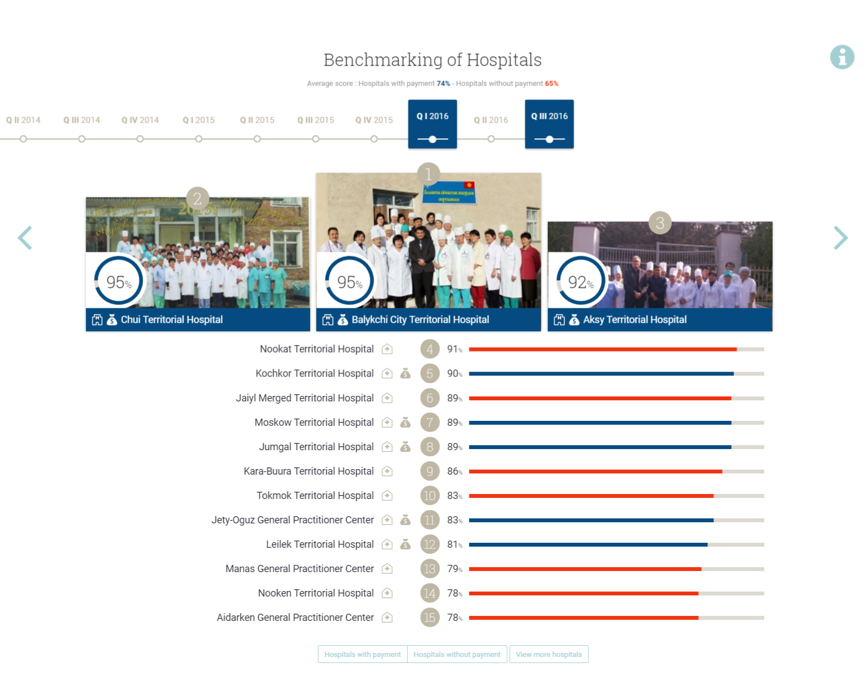 Benchmarking of Hospitals
Average score : Hospitals with payment 74% - Hospitals without payment 65%
Q II 2014 Q III 2014 Q IV 2014 Q I 2015 Q II 2015 Q III 2015 Q IV 2015 Q I 2016 Q II 2016 Q III 2016
2 1 3
95% 95% 92%
Chui Territorial Hospital Balykchi City Territorial Hospital Aksy Territorial Hospital
Nookat Territorial Hospital 4 91%
Kochkor Territorial Hospital 5 90%
Jaiyl Merged Territorial Hospital 6 89%
Moskow Territorial Hospital 7 89%
Jumgal Territorial Hospital 8 89%
Kara-Buura Territorial Hospital 9 86%
Tokmok Territorial Hospital 10 83%
Jety-Oguz General Practitioner Center 11 83%
Leilek Territorial Hospital 12 81%
Manas General Practitioner Center 13 79%
Nooken Territorial Hospital 14 78%
Aidarken General Practitioner Center 15 78%
Hospitals with payment Hospitals without payment View more hospitals